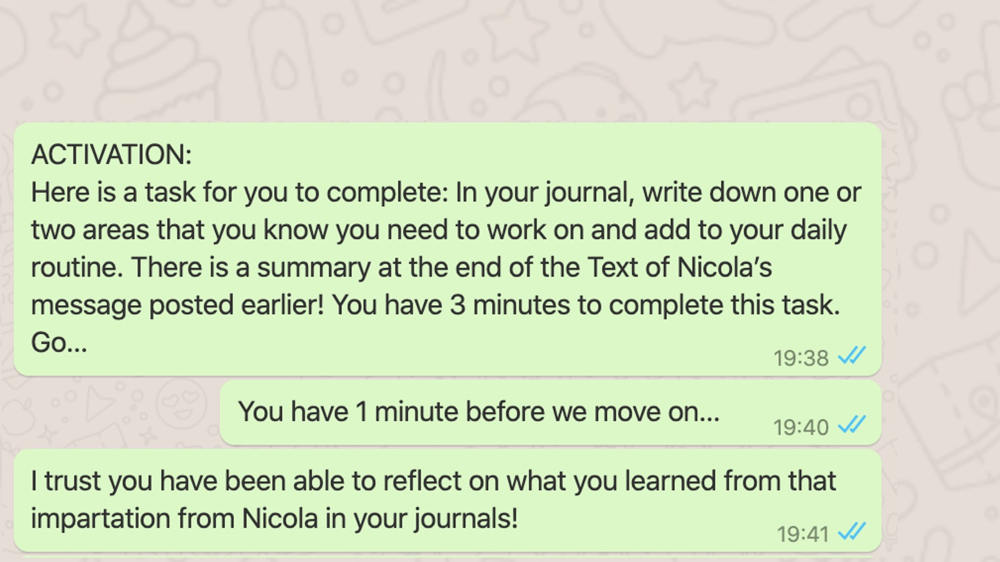 ACTIVATION:
Here is a task for you to complete: In your journal, write down one or
two areas that you know you need to work on and add to your daily
routine. There is a summary at the end of the Text of Nicola’s
message posted earlier! You have 3 minutes to complete this task.
Go...
19:38
You have 1 minute before we move on...
19:40
I trust you have been able to reflect on what you learned from that
impartation from Nicola in your journals!
19:41